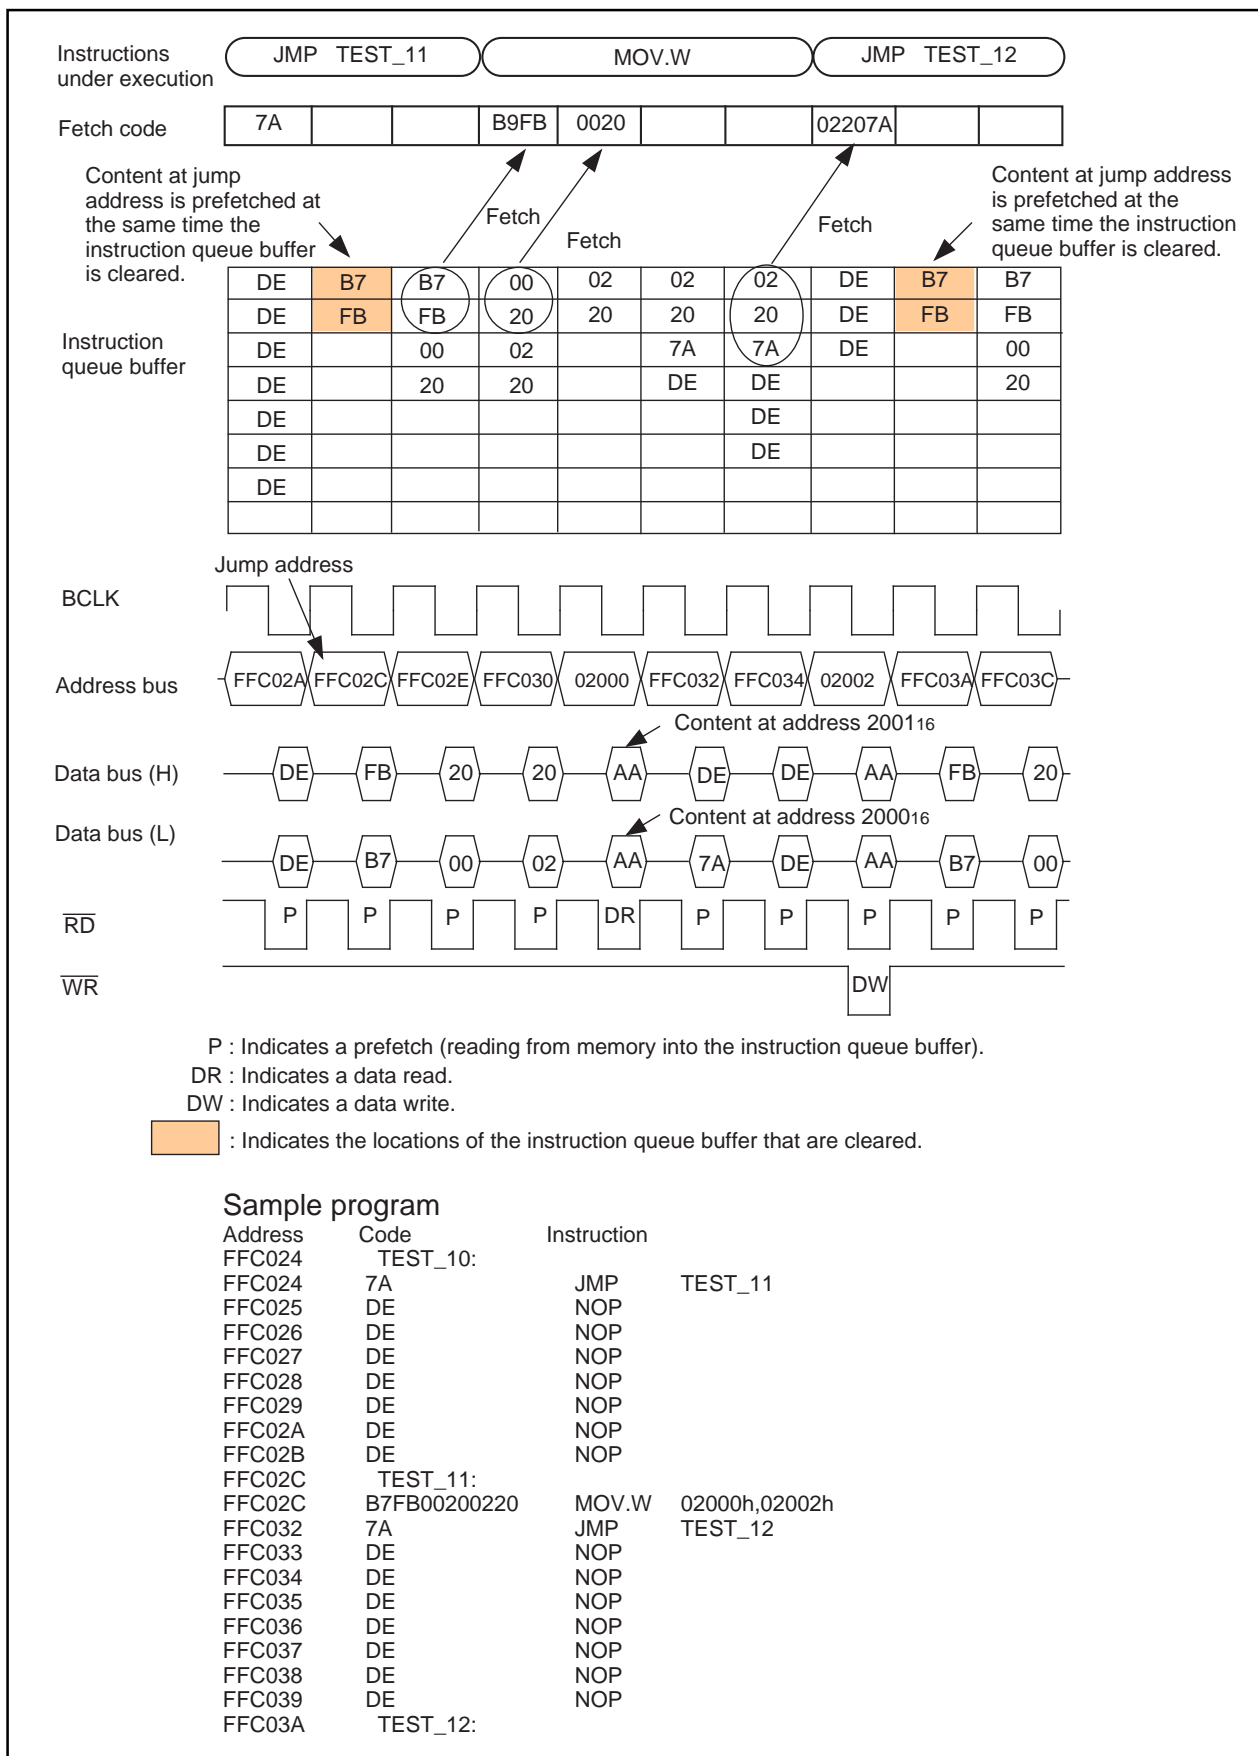 Instructions
under execution
JMP TEST_11
MOV.W
JMP TEST_12
Fetch code
7A
B9FB
0020
02207A
Content at jump
address is prefetched at
the same time the
instruction queue buffer
is cleared.
Fetch
Fetch
Fetch
Content at jump address
is prefetched at the
same time the instruction
queue buffer is cleared.
Instruction
queue buffer
DE B7 B7 00 02 02 02 DE B7 B7
DE FB FB 20 20 20 20 DE FB FB
DE 00 02 7A 7A DE 00
DE 20 20 DE DE 20
DE DE
DE DE
DE
Jump address
BCLK
Address bus
FFC02A FFC02C FFC02E FFC030 02000 FFC032 FFC034 02002 FFC03A FFC03C
Content at address 200116
Data bus (H)
DE FB 20 20 AA DE DE AA FB 20
Content at address 200016
Data bus (L)
DE B7 00 02 AA 7A DE AA B7 00
RD
P P P P DR P P P P P
WR
DW
P : Indicates a prefetch (reading from memory into the instruction queue buffer).
DR : Indicates a data read.
DW : Indicates a data write.
: Indicates the locations of the instruction queue buffer that are cleared.
Sample program
Address Code Instruction
FFC024 TEST_10:
FFC024 7A JMP TEST_11
FFC025 DE NOP
FFC026 DE NOP
FFC027 DE NOP
FFC028 DE NOP
FFC029 DE NOP
FFC02A DE NOP
FFC02B DE NOP
FFC02C TEST_11:
FFC02C B7FB00200220 MOV.W 02000h,02002h
FFC032 7A JMP TEST_12
FFC033 DE NOP
FFC034 DE NOP
FFC035 DE NOP
FFC036 DE NOP
FFC037 DE NOP
FFC038 DE NOP
FFC039 DE NOP
FFC03A TEST_12: